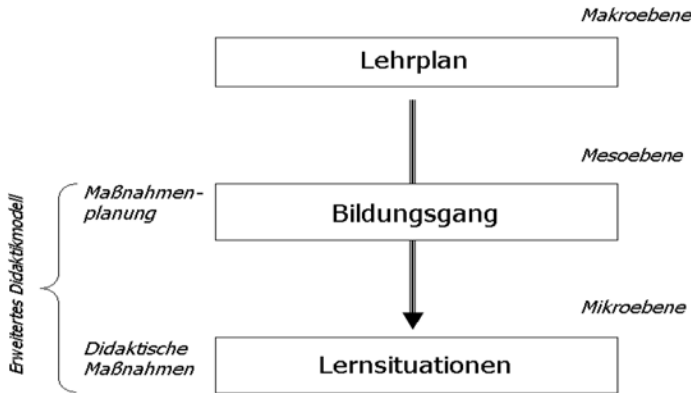 Makroebene
Lehrplan
Mesoebene
Maßnahmen-
planung
Bildungsgang
Erweitertes Didaktikmodell
Mikroebene
Didaktische
Maßnahmen
Lernsituationen